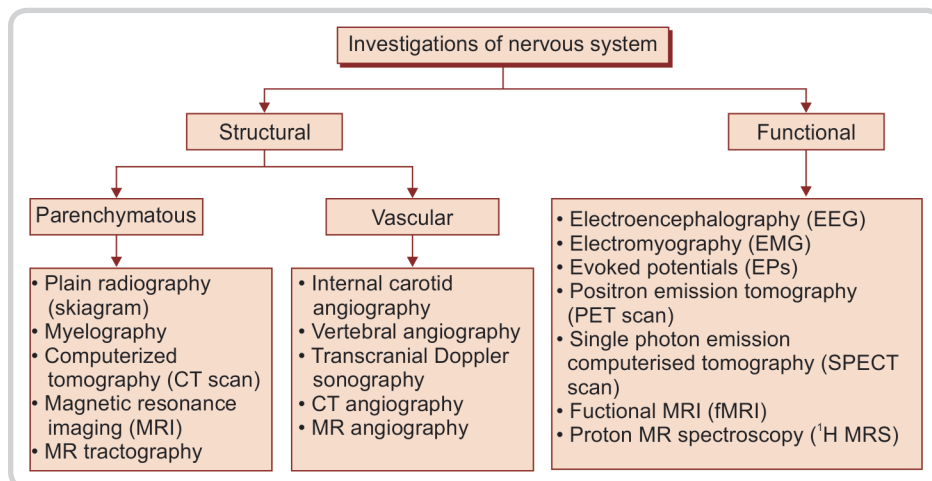 Investigations of nervous system
Structural
Functional
Parenchymatous
Vascular
• Plain radiography
(skiagram)
• Myelography
• Computerized
tomography (CT scan)
• Magnetic resonance
imaging (MRI)
• MR tractography
• Internal carotid
angiography
• Vertebral angiography
• Transcranial Doppler
sonography
• CT angiography
• MR angiography
• Electroencephalography (EEG)
• Electromyography (EMG)
• Evoked potentials (EPs)
• Positron emission tomography
(PET scan)
• Single photon emission
computerised tomography (SPECT
scan)
• Fuctional MRI (fMRI)
• Proton MR spectroscopy (¹H MRS)